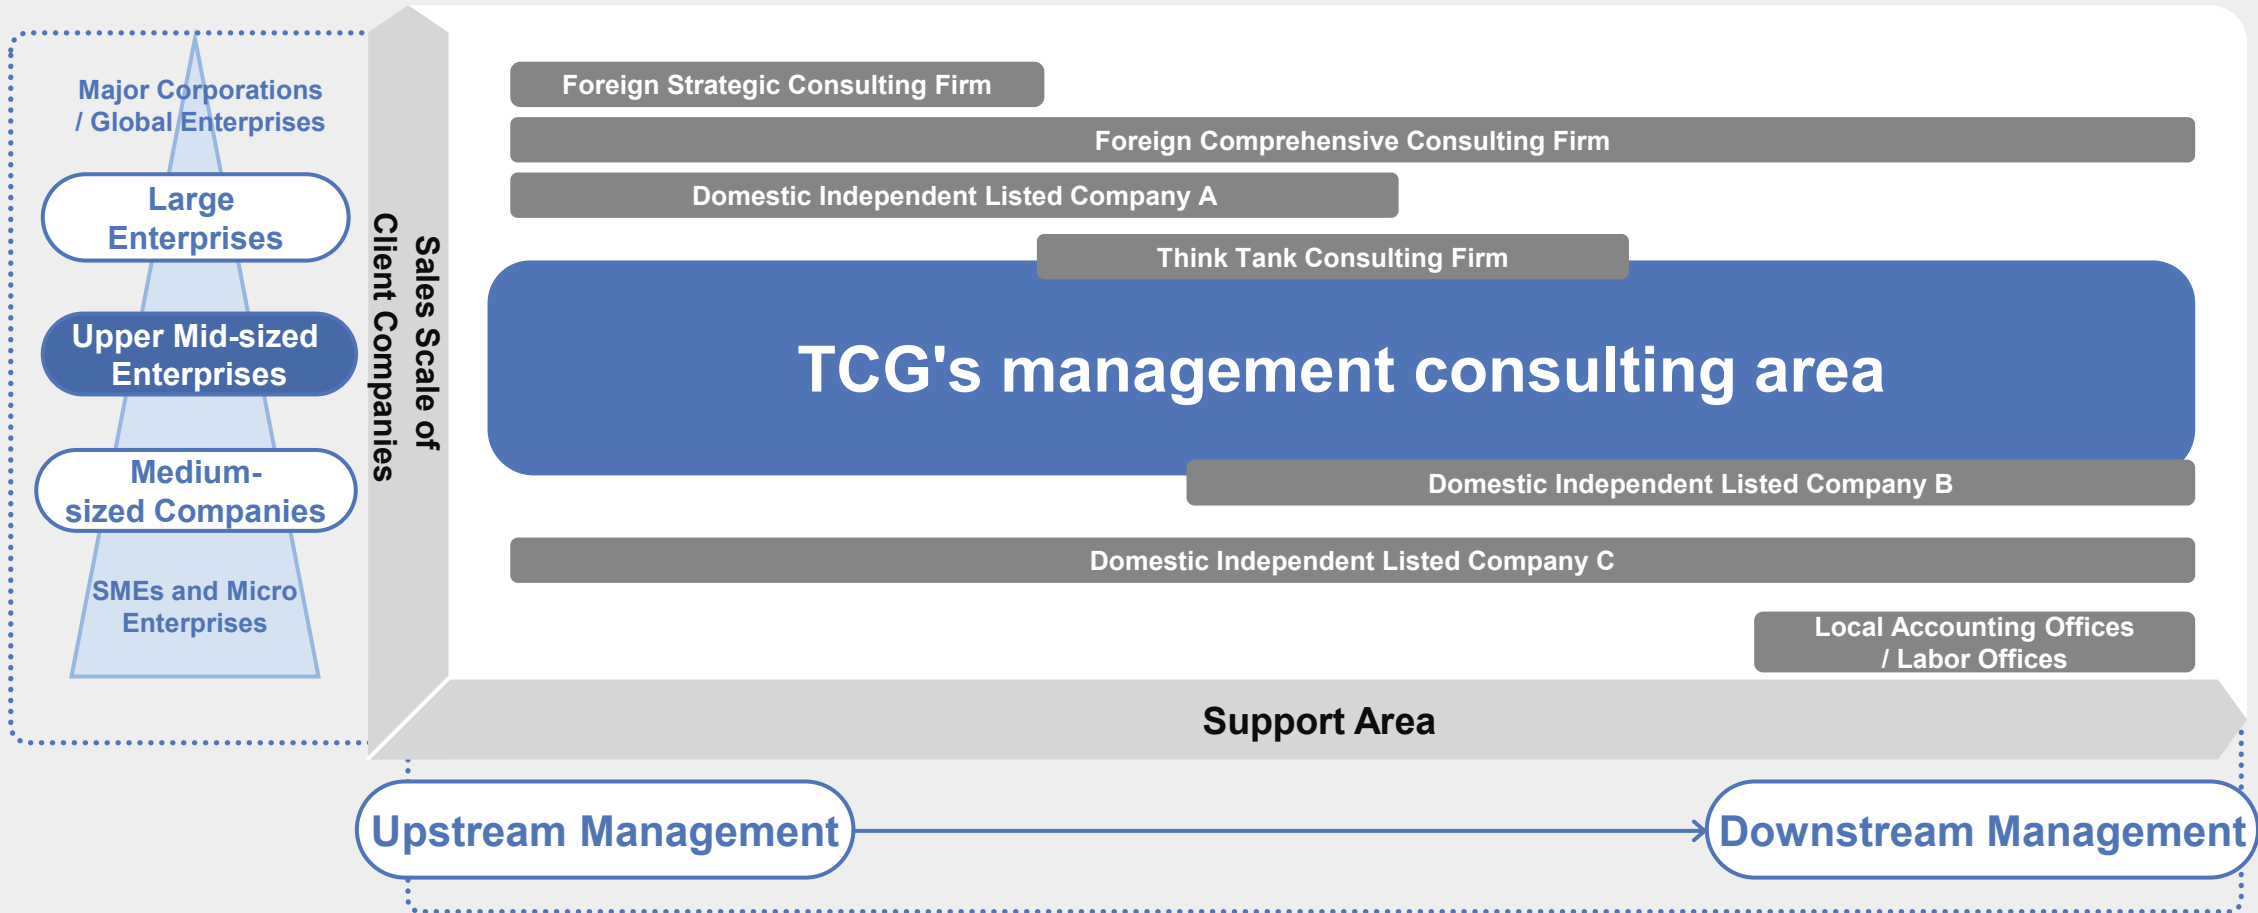 Major Corporations
/ Global Enterprises
Large
Enterprises
Upper Mid-sized
Enterprises
Medium-
sized Companies
SMEs and Micro
Enterprises
Sales Scale of
Client Companies
Foreign Strategic Consulting Firm
Foreign Comprehensive Consulting Firm
Domestic Independent Listed Company A
Think Tank Consulting Firm
TCG's management consulting area
Domestic Independent Listed Company B
Domestic Independent Listed Company C
Local Accounting Offices
/ Labor Offices
Support Area
Upstream Management
Downstream Management